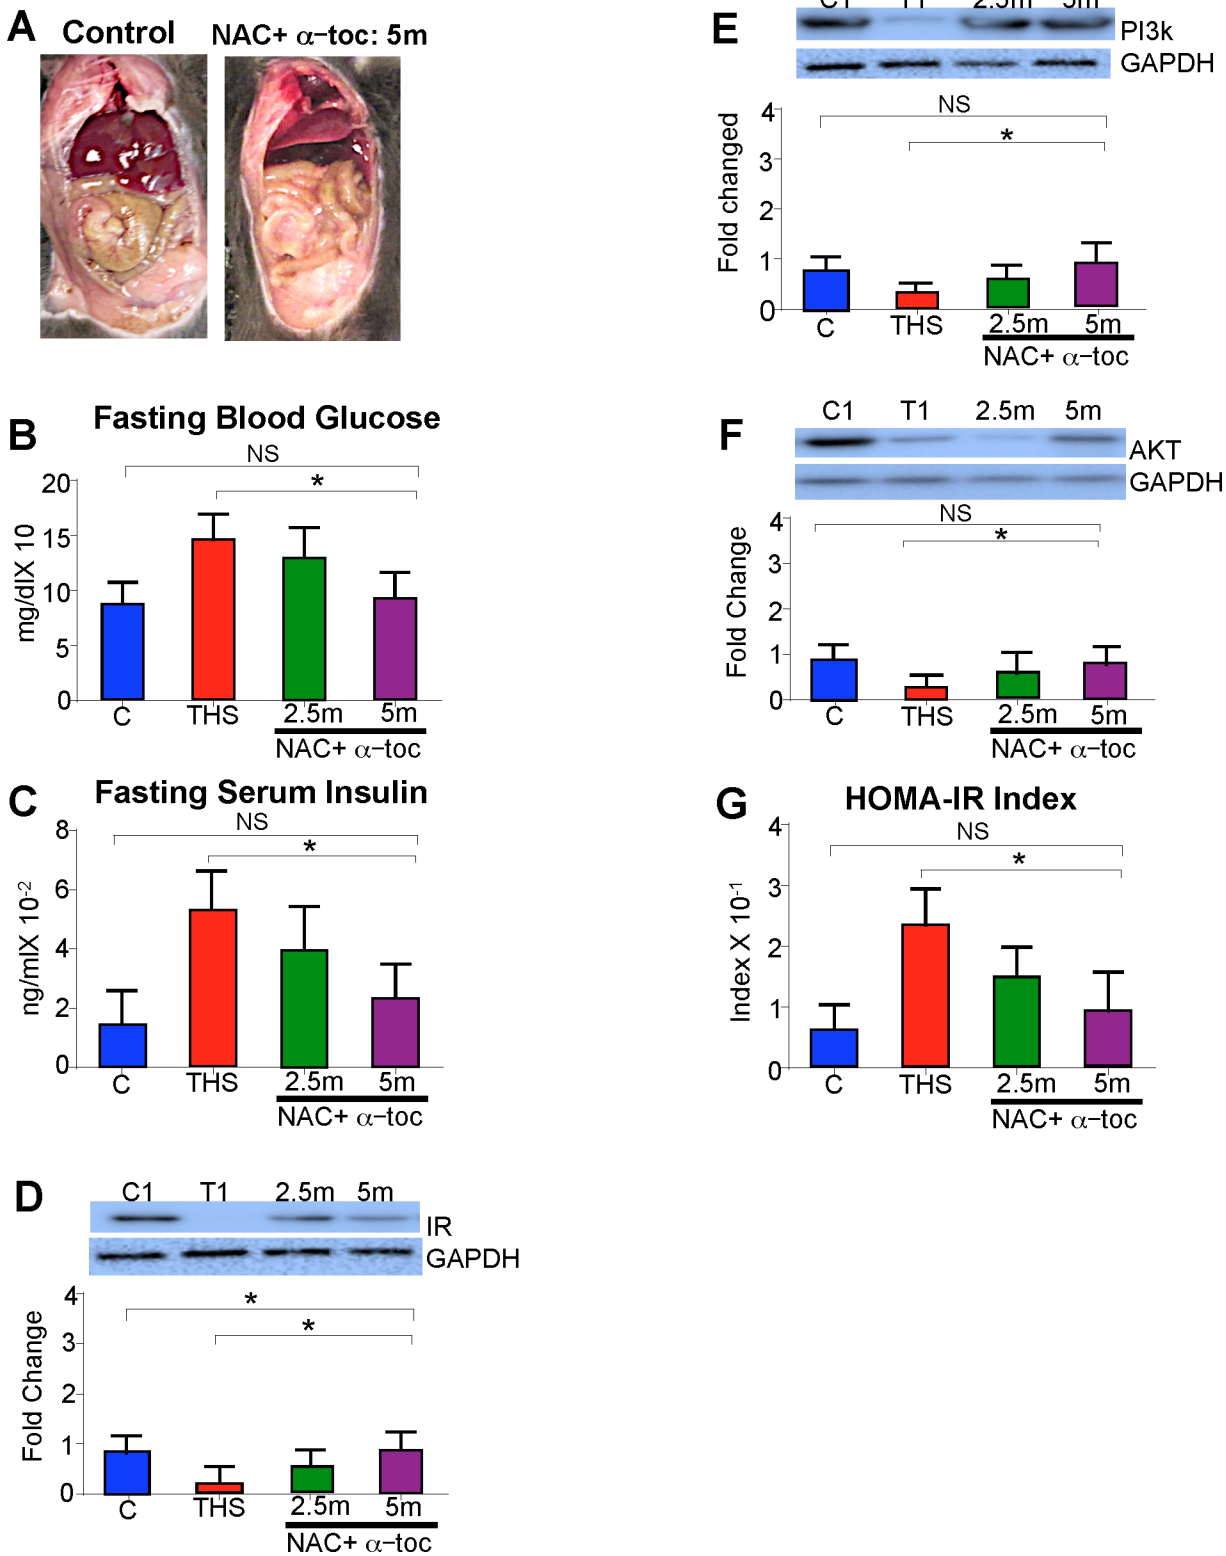 A
Control
NAC+ α−toc: 5m
B
Fasting Blood Glucose
NS
*
mg/dlX 10
20
15
10
5
0
C
THS
2.5m
5m
NAC+ α−toc
C
Fasting Serum Insulin
NS
*
ng/mlX 10-2
8
6
4
2
0
C
THS
2.5m
5m
NAC+ α−toc
D
C1 T1 2.5m 5m
IR
GAPDH
*
*
Fold Change
4
3
2
1
0
C
THS
2.5m
5m
NAC+ α−toc
E
C1 T1 2.5m 5m
PI3k
GAPDH
NS
*
Fold changed
4
3
2
1
0
C
THS
2.5m
5m
NAC+ α−toc
F
C1 T1 2.5m 5m
AKT
GAPDH
NS
*
Fold Change
4
3
2
1
0
C
THS
2.5m
5m
NAC+ α−toc
G
HOMA-IR Index
NS
*
Index X 10-1
4
3
2
1
0
C
THS
2.5m
5m
NAC+ α−toc